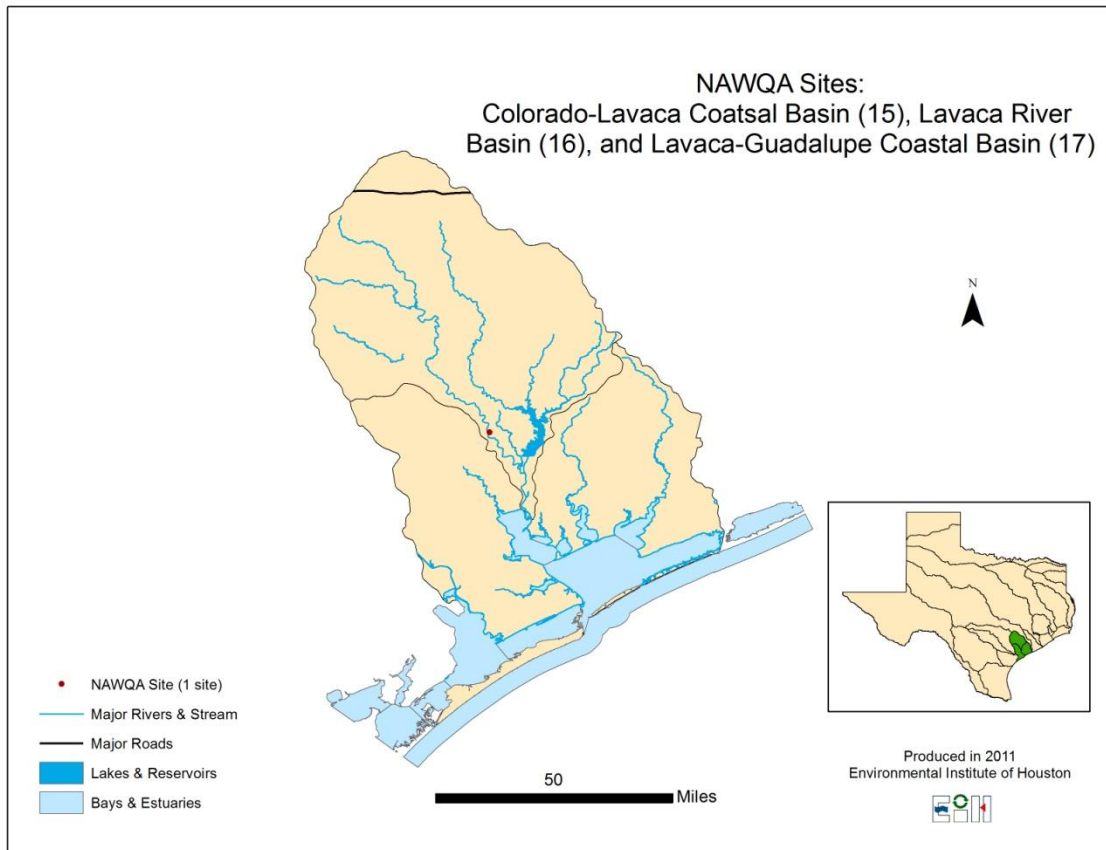 NAWQA Sites:
Colorado-Lavaca Coatsal Basin (15), Lavaca River
Basin (16), and Lavaca-Guadalupe Coastal Basin (17)
N
NAWQA Site (1 site)
Major Rivers & Stream
Major Roads
Lakes & Reservoirs
Bays & Estuaries
50
Miles
Produced in 2011
Environmental Institute of Houston
EIH